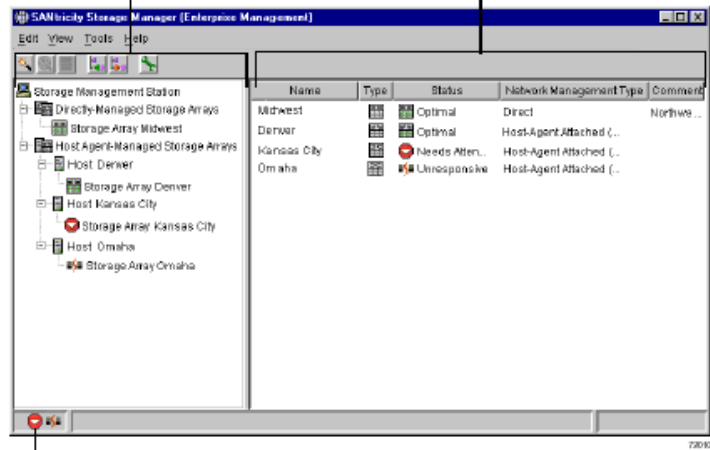 SANtricity Storage Manager (Enterprise Management)
Edit View Tools Help
Storage Management Station
Directly-Managed Storage Arrays
Storage Array Midwest
Host Agent-Managed Storage Arrays
Host Denver
Storage Array Denver
Host Kansas City
Storage Array Kansas City
Host Omaha
Storage Array Omaha
Name Type Status Network Management Type Comment
Midwest Optimal Direct Northwe...
Denver Optimal Host-Agent Attached (...
Kansas City Needs Atten... Host-Agent Attached (...
Omaha Unresponsive Host-Agent Attached (...